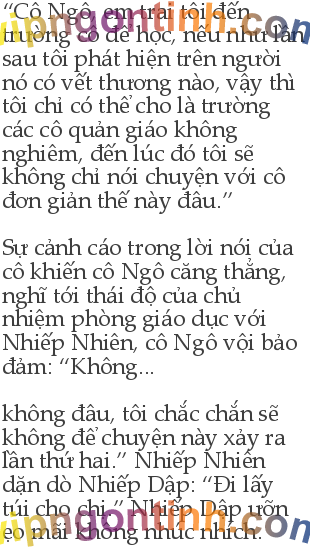 “Cô Ngô, em trai tôi đến
trường cô để học, nếu như lần
sau tôi phát hiện trên người
nó có vết thương nào, vậy thì
tôi chỉ có thể cho là trường
các cô quản giáo không
nghiêm, đến lúc đó tôi sẽ
không chỉ nói chuyện với cô
đơn giản thế này đâu.”
Sự cảnh cáo trong lời nói của
cô khiến cô Ngô căng thẳng,
nghĩ tới thái độ của chủ
nhiệm phòng giáo dục với
Nhiếp Nhiên, cô Ngô vội bảo
đảm: “Không...
không đâu, tôi chắc chắn sẽ
không để chuyện này xảy ra
lần thứ hai.” Nhiếp Nhiên
dặn dò Nhiếp Dập: “Đi lấy
túi cho chị.” Nhiếp Dập ưỡn
ẹo mãi không nhúc nhích.
vipngontinh.com
vipngontinh.com